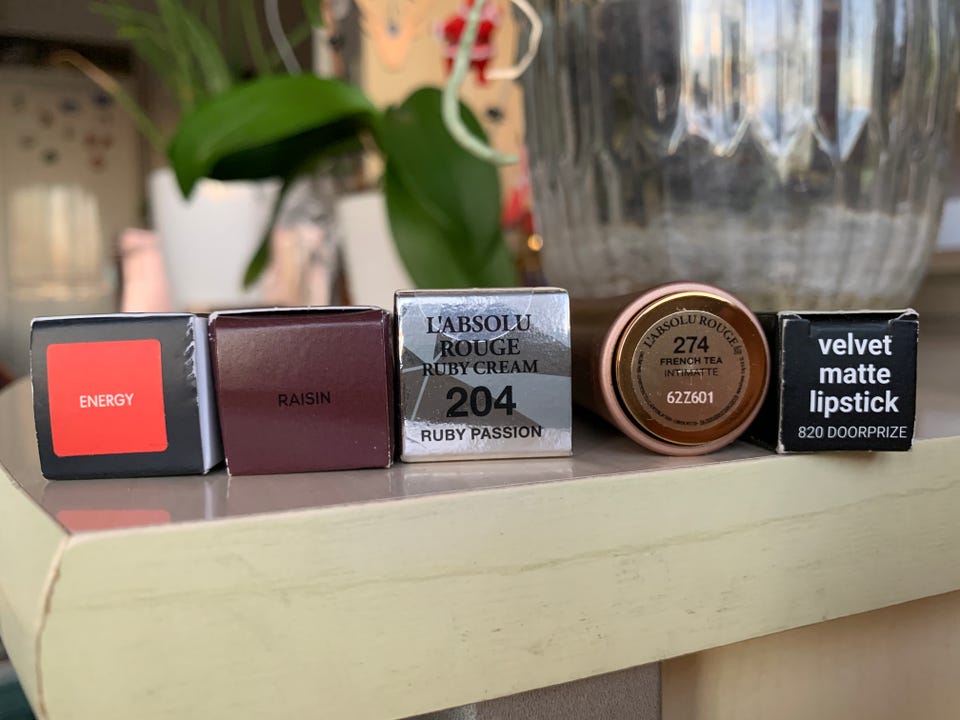 ENERGY
RAISIN
L'ABSOLU
ROUGE
RUBY CREAM
204
RUBY PASSION
L'ABSOLU ROUGE
274
FRENCH TEA
INTIMATTE
62Z601
velvet
matte
lipstick
820 DOORPRIZE